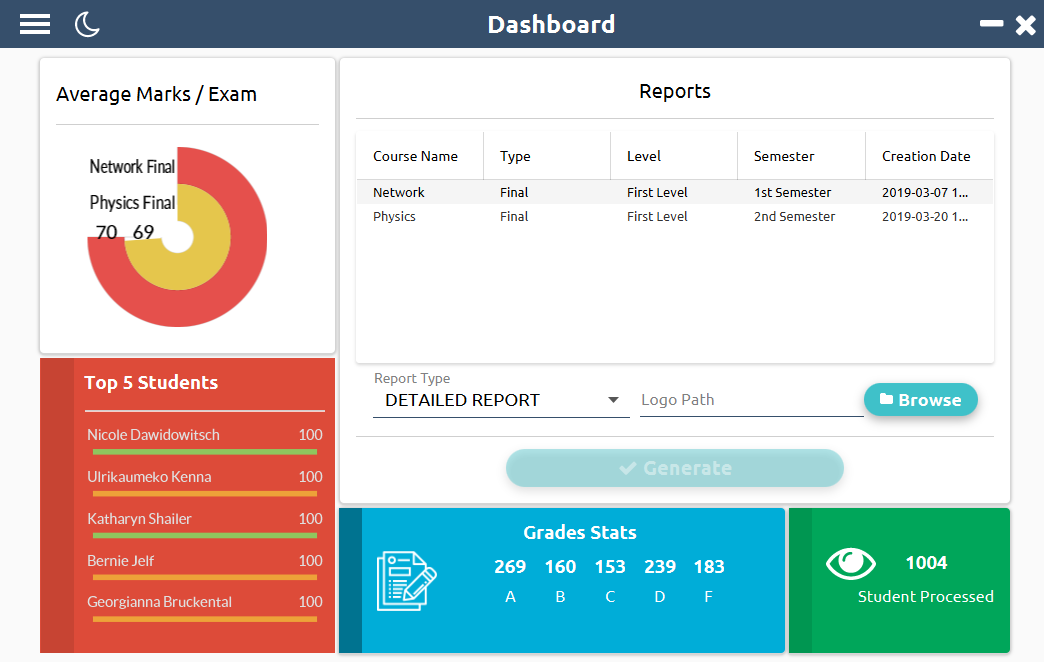 Dashboard
Average Marks / Exam
Network Final
Physics Final
70 69
Reports
Course Name Type Level Semester Creation Date
Network Final First Level 1st Semester 2019-03-07 1...
Physics Final First Level 2nd Semester 2019-03-20 1...
Report Type
DETAILED REPORT
Logo Path
Browse
Generate
Top 5 Students
Nicole Dawidowitsch 100
Ulrikaumeko Kenna 100
Katharyn Shailer 100
Bernie Jelf 100
Georgianna Bruckental 100
Grades Stats
269 160 153 239 183
A B C D F
1004
Student Processed